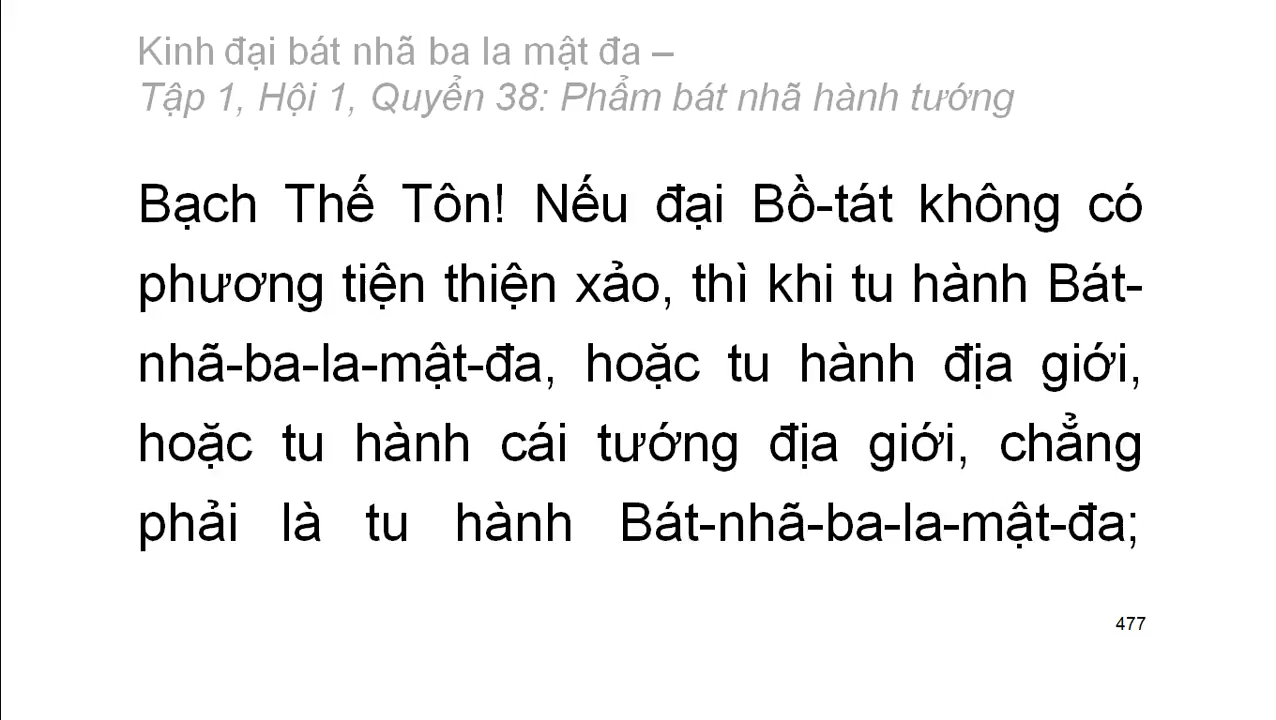 Kinh đại bát nhã ba la mật đa –
Tập 1, Hội 1, Quyển 38: Phẩm bát nhã hành tướng
Bạch Thế Tôn! Nếu đại Bồ-tát không có
phương tiện thiện xảo, thì khi tu hành Bát-
nhã-ba-la-mật-đa, hoặc tu hành địa giới,
hoặc tu hành cái tướng địa giới, chẳng
phải là tu hành Bát-nhã-ba-la-mật-đa;
477